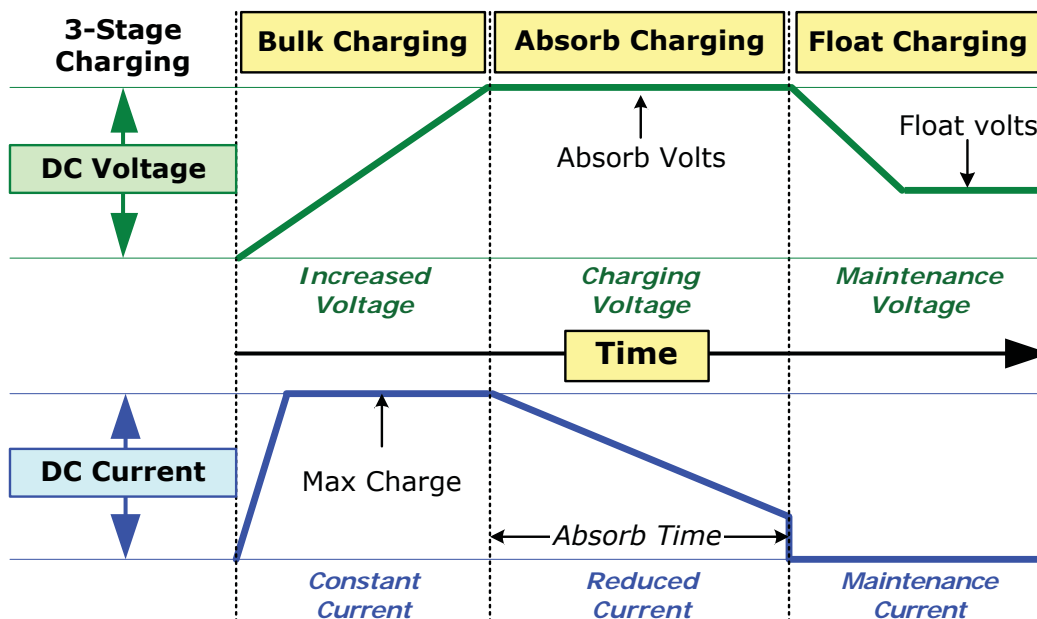 3-Stage
Charging
Bulk Charging
Absorb Charging
Float Charging
DC Voltage
Absorb Volts
Float volts
Increased
Voltage
Charging
Voltage
Maintenance
Voltage
Time
DC Current
Max Charge
Absorb Time
Constant
Current
Reduced
Current
Maintenance
Current